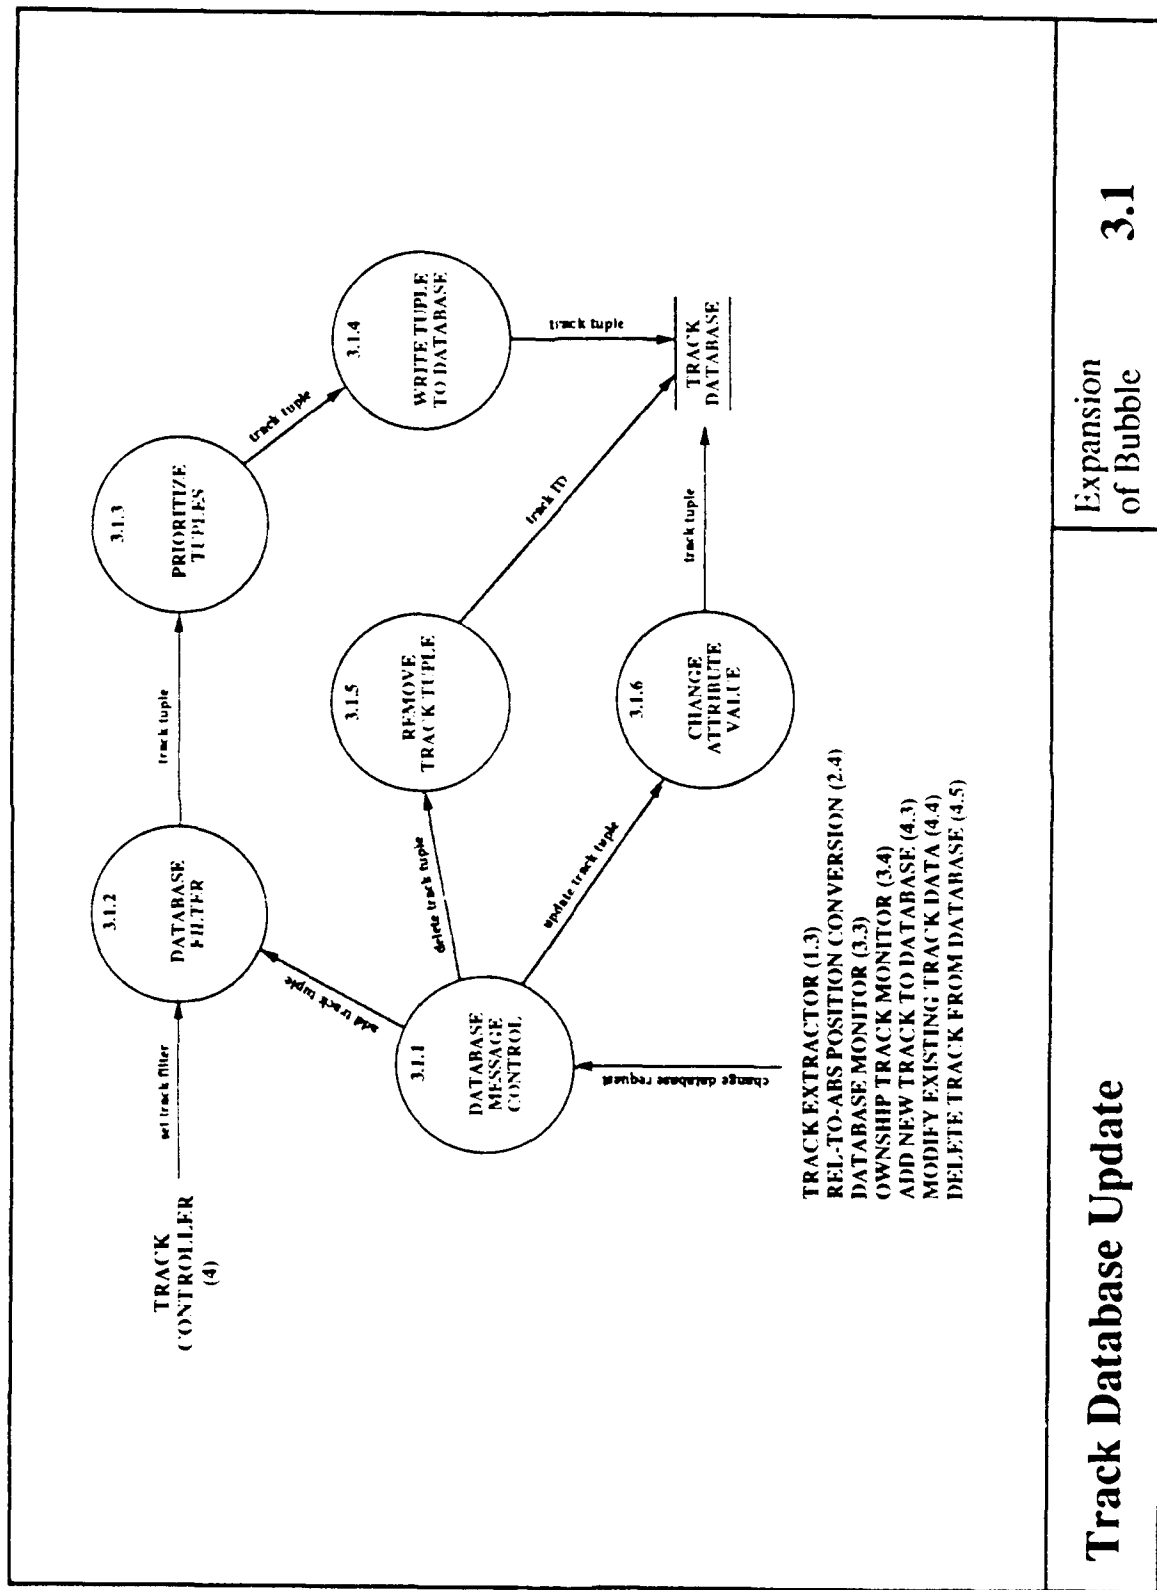 TRACK
CONTROLLER
(4)
set track filter
3.1.2
DATABASE
FILTER
track tuple
3.1.3
PRIORITIZE
TUPLES
track tuple
3.1.4
WRITE TUPLE
TO DATABASE
track tuple
add track tuple
3.1.1
DATABASE
MESSAGE
CONTROL
delete track tuple
3.1.5
REMOVE
TRACK TUPLE
track ID
TRACK
DATABASE
update track tuple
3.1.6
CHANGE
ATTRIBUTE
VALUE
track tuple
change database request
TRACK EXTRACTOR (1.3)
REL-TO-ABS POSITION CONVERSION (2.4)
DATABASE MONITOR (3.3)
OWNSHIP TRACK MONITOR (3.4)
ADD NEW TRACK TO DATABASE (4.3)
MODIFY EXISTING TRACK DATA (4.4)
DELETE TRACK FROM DATABASE (4.5)
Track Database Update
Expansion
of Bubble
3.1